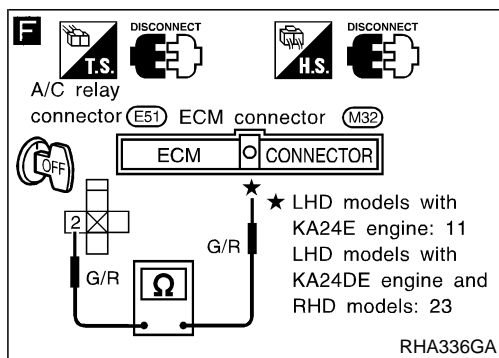 F
T.S.
DISCONNECT
H.S.
DISCONNECT
A/C relay
connector E51
ECM connector M32
OFF
ECM CONNECTOR
2
G/R
G/R
Ω
★
★ LHD models with
KA24E engine: 11
LHD models with
KA24DE engine and
RHD models: 23
RHA336GA